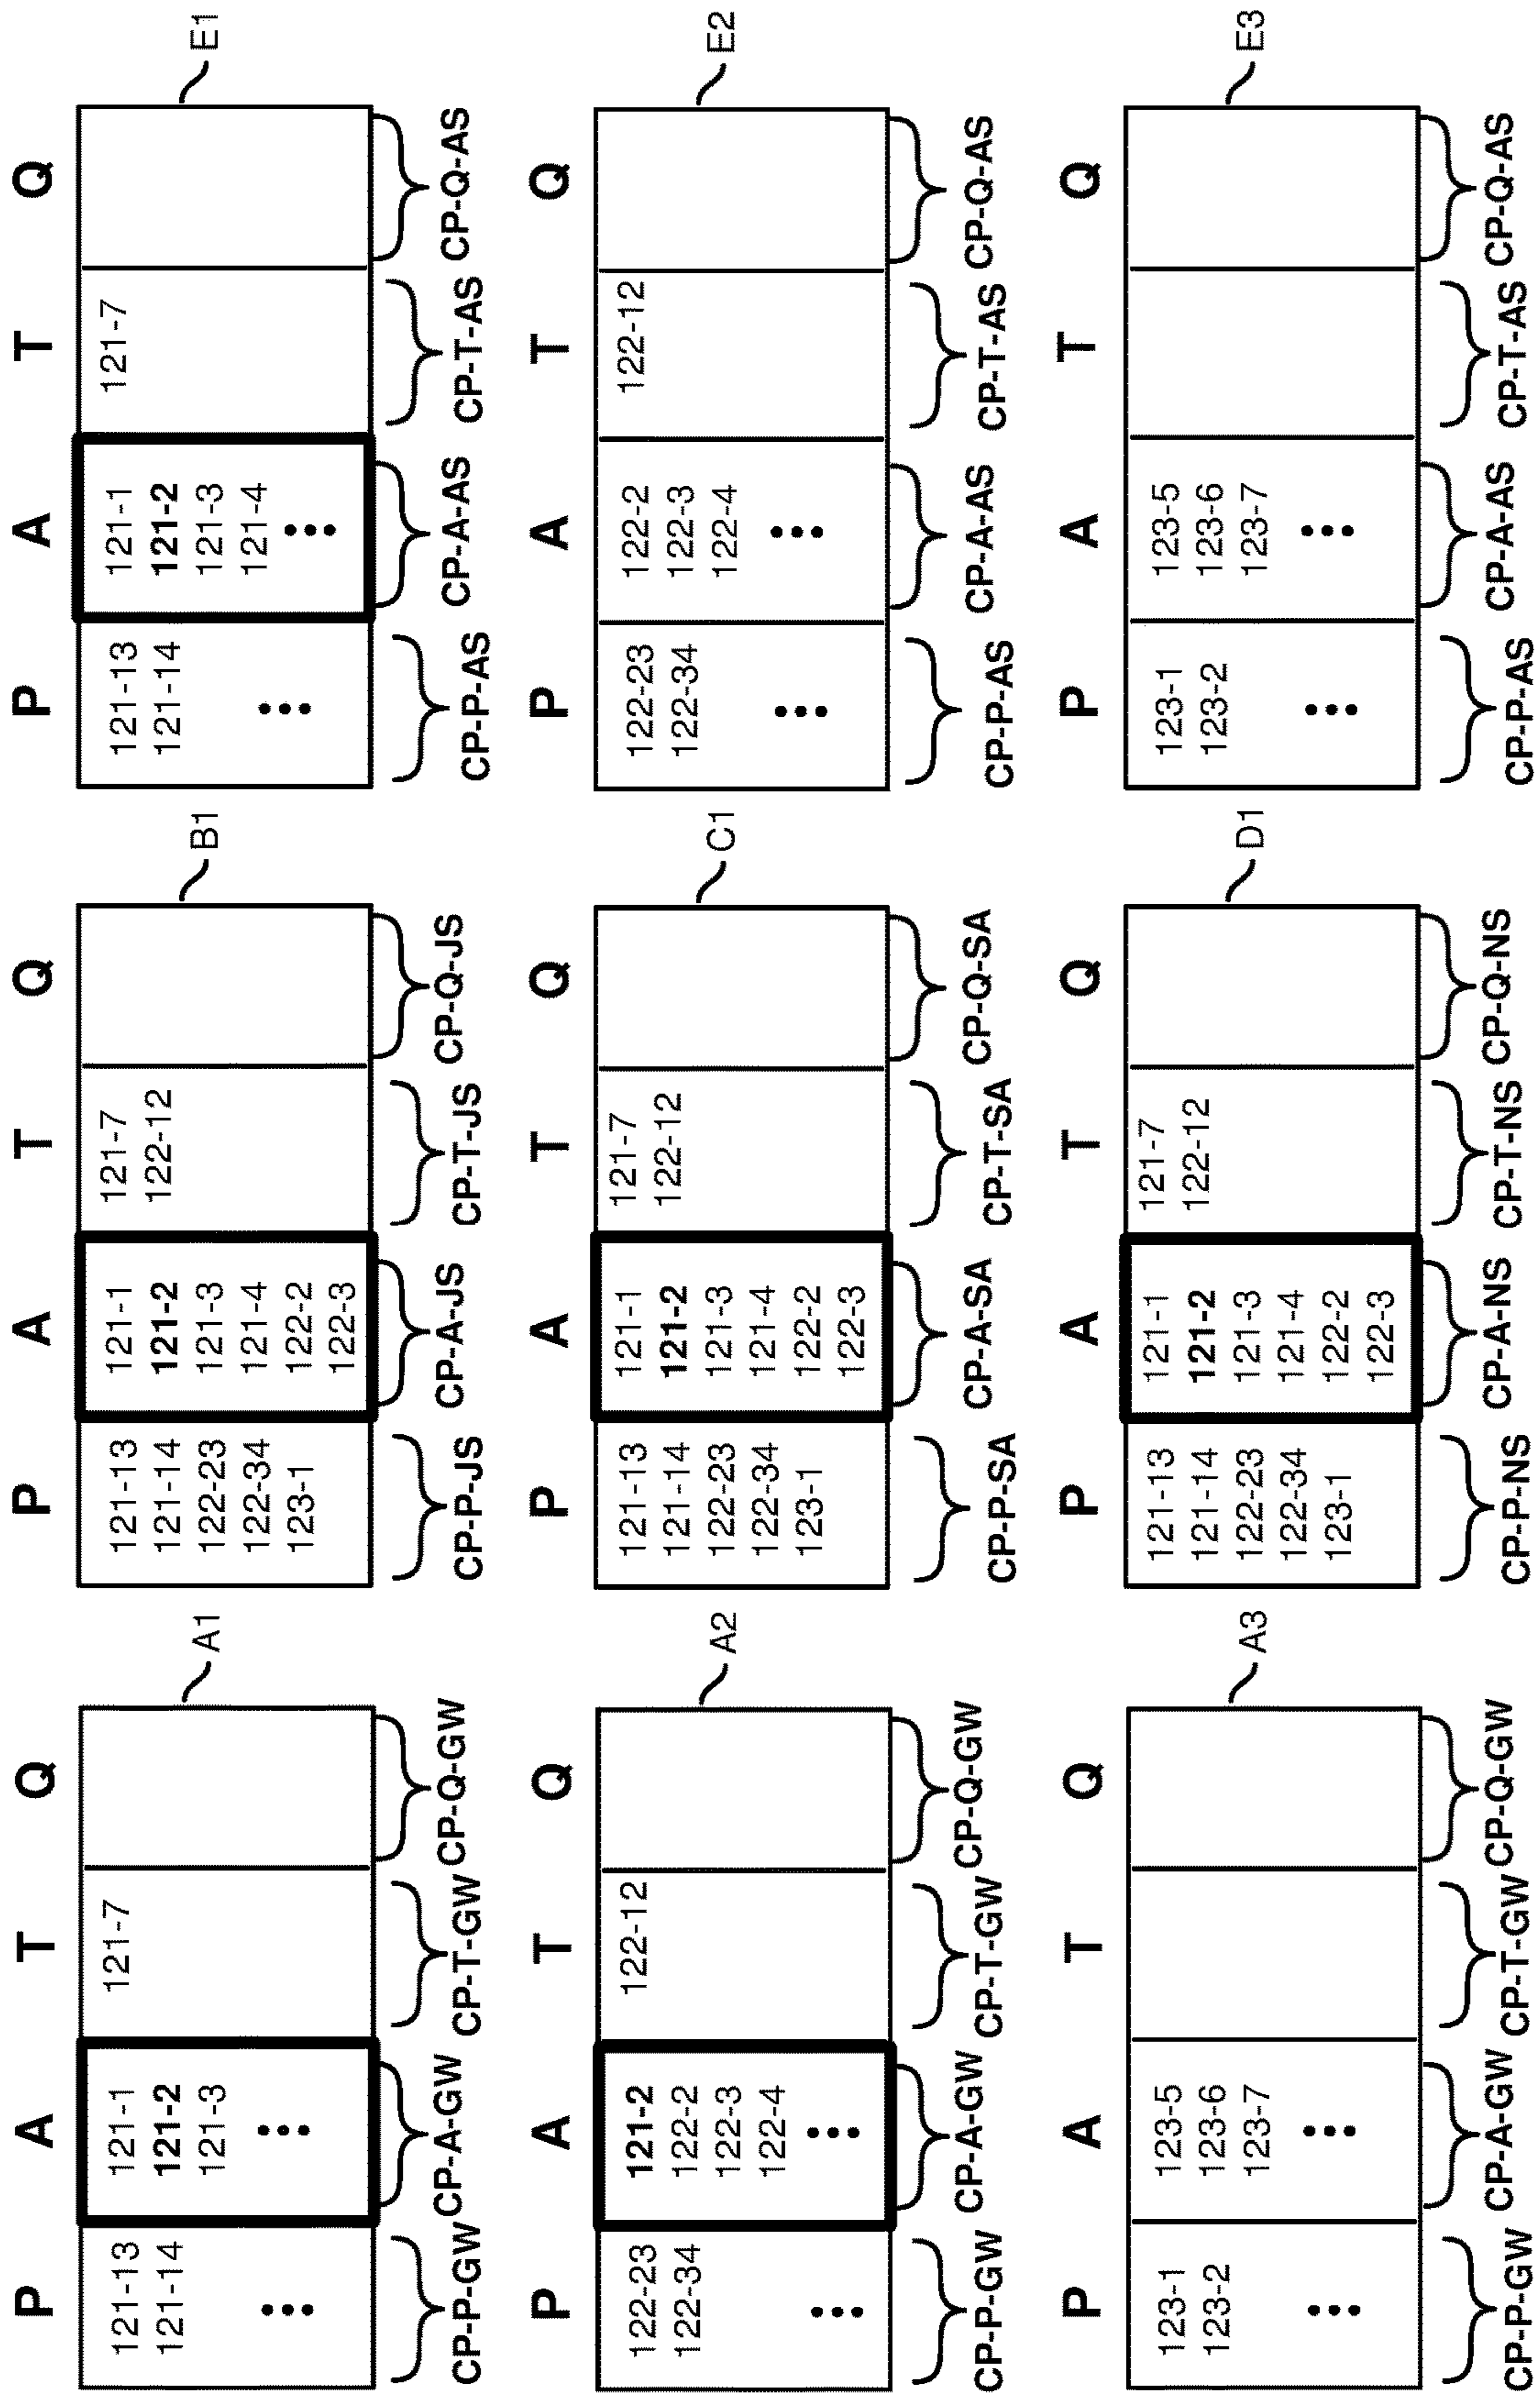 P A T Q
A1
121-13
121-14
121-1
121-2
121-3
121-7
CP-P-GW CP-A-GW CP-T-GW CP-Q-GW
P A T Q
A2
122-23
122-34
121-2
122-2
122-3
122-4
122-12
CP-P-GW CP-A-GW CP-T-GW CP-Q-GW
P A T Q
A3
123-1
123-2
123-5
123-6
123-7
CP-P-GW CP-A-GW CP-T-GW CP-Q-GW
P A T Q
B1
121-13
121-14
122-23
122-34
123-1
121-1
121-2
121-3
121-4
122-2
122-3
121-7
122-12
CP-P-JS CP-A-JS CP-T-JS CP-Q-JS
P A T Q
C1
121-13
121-14
122-23
122-34
123-1
121-1
121-2
121-3
121-4
122-2
122-3
121-7
122-12
CP-P-SA CP-A-SA CP-T-SA CP-Q-SA
P A T Q
D1
121-13
121-14
122-23
122-34
123-1
121-1
121-2
121-3
121-4
122-2
122-3
121-7
122-12
CP-P-NS CP-A-NS CP-T-NS CP-Q-NS
P A T Q
E1
121-13
121-14
121-1
121-2
121-3
121-4
121-7
CP-P-AS CP-A-AS CP-T-AS CP-Q-AS
P A T Q
E2
122-23
122-34
122-2
122-3
122-4
122-12
CP-P-AS CP-A-AS CP-T-AS CP-Q-AS
P A T Q
E3
123-1
123-2
123-5
123-6
123-7
CP-P-AS CP-A-AS CP-T-AS CP-Q-AS